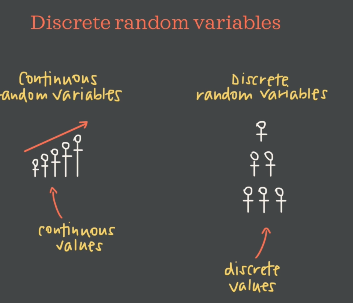 Discrete random variables
Continuous
random variables
continuous
values
Discrete
random variables
discrete
values